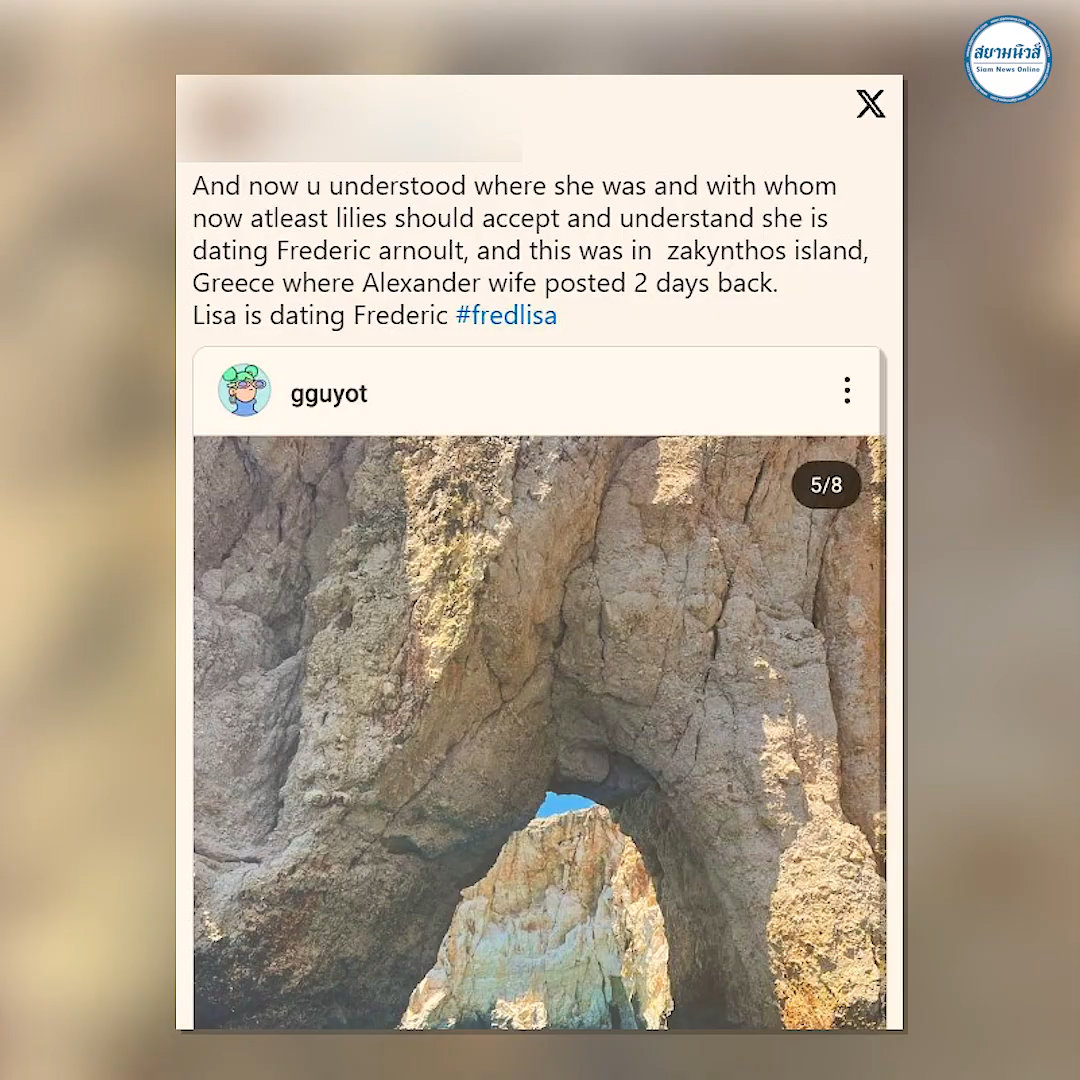 สยามนิวส์
Siam News Online
And now u understood where she was and with whom
now atleast lilies should accept and understand she is
dating Frederic arnoult, and this was in  zakynthos island,
Greece where Alexander wife posted 2 days back.
Lisa is dating Frederic #fredlisa
gguyot
5/8